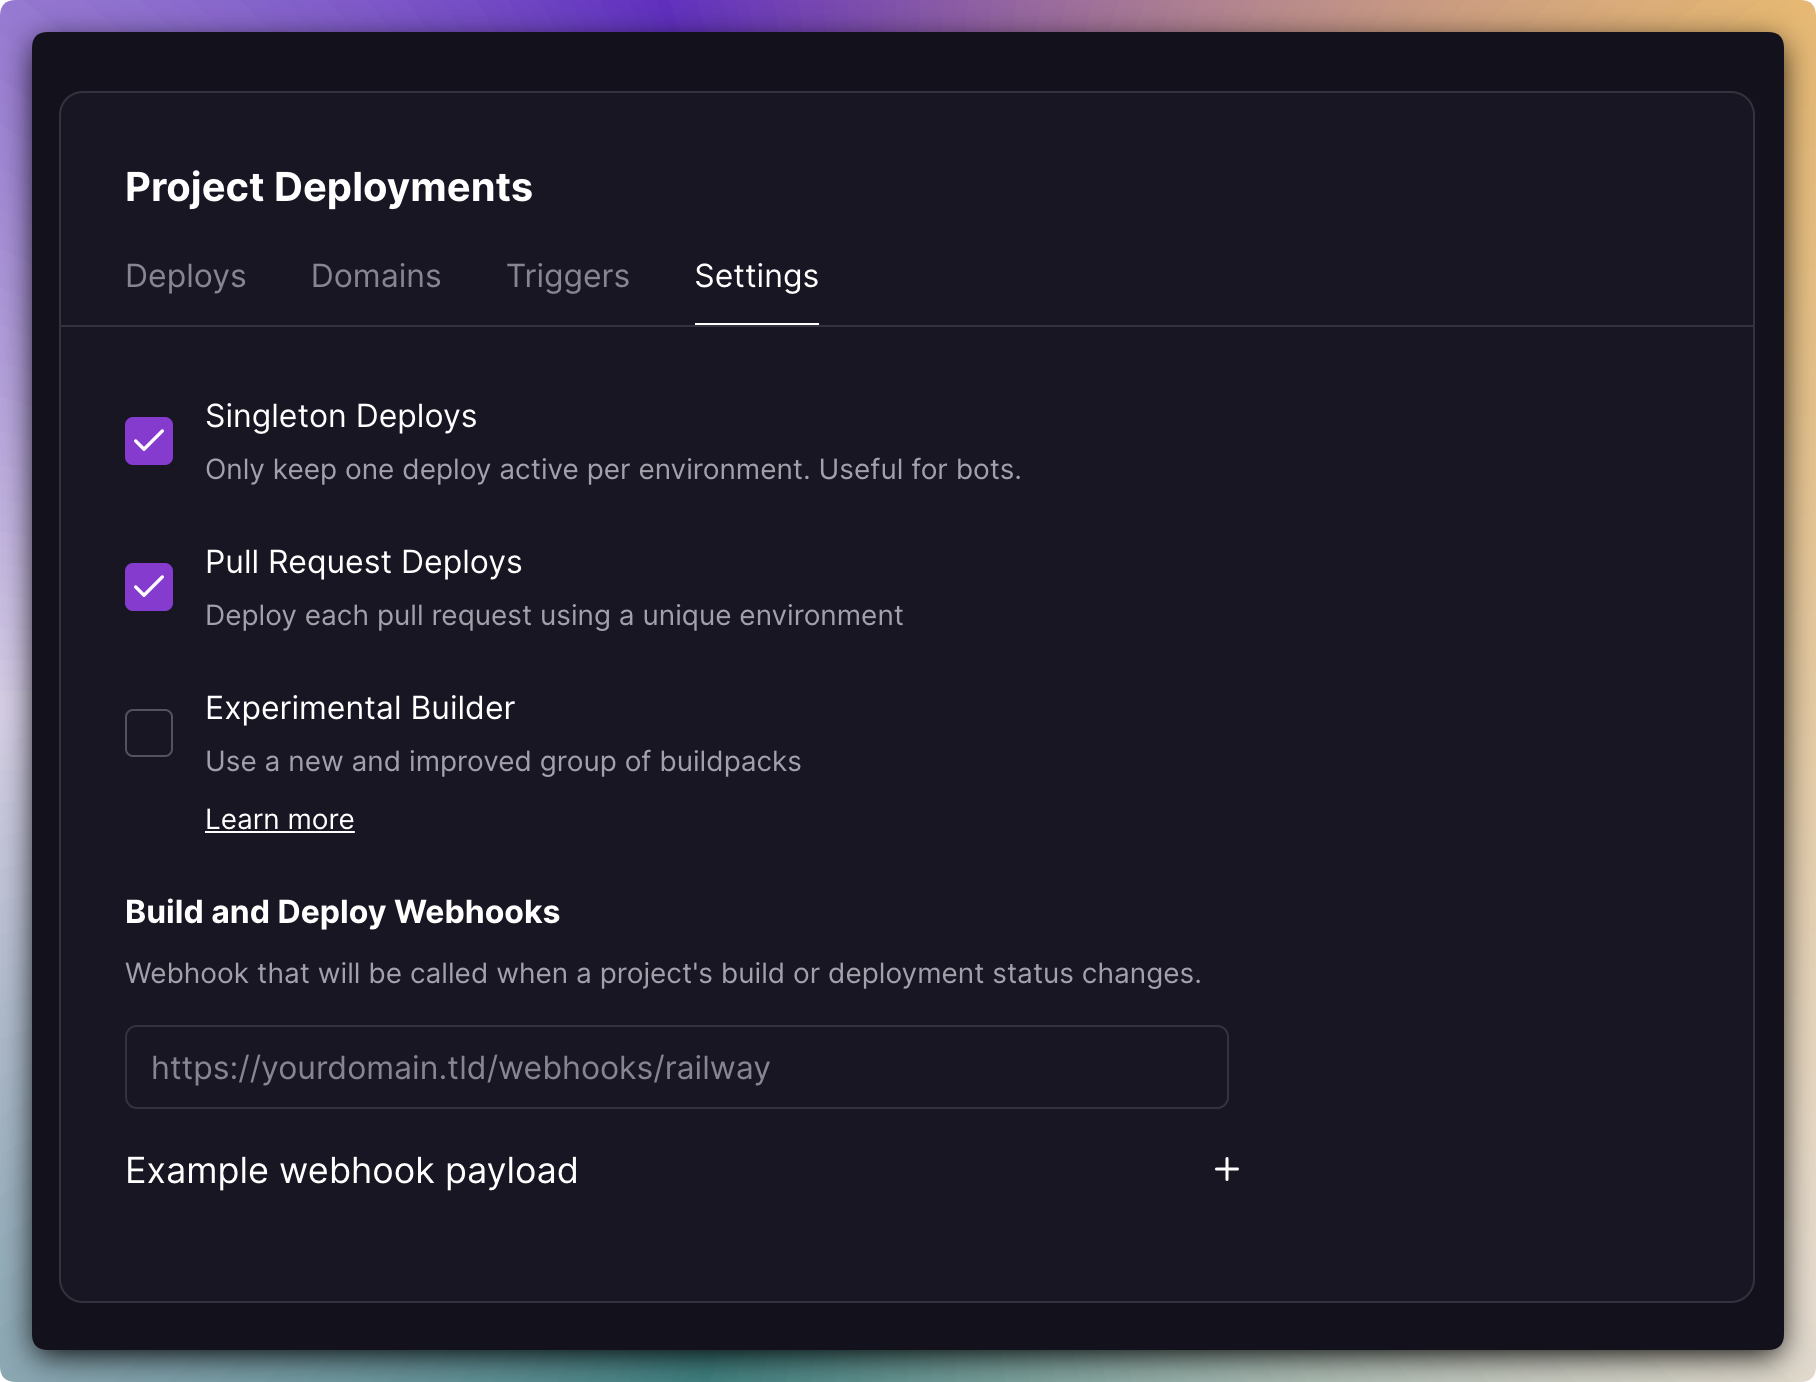 Project Deployments
Deploys Domains Triggers Settings
Singleton Deploys
Only keep one deploy active per environment. Useful for bots.
Pull Request Deploys
Deploy each pull request using a unique environment
Experimental Builder
Use a new and improved group of buildpacks
Learn more
Build and Deploy Webhooks
Webhook that will be called when a project's build or deployment status changes.
https://yourdomain.tld/webhooks/railway
Example webhook payload